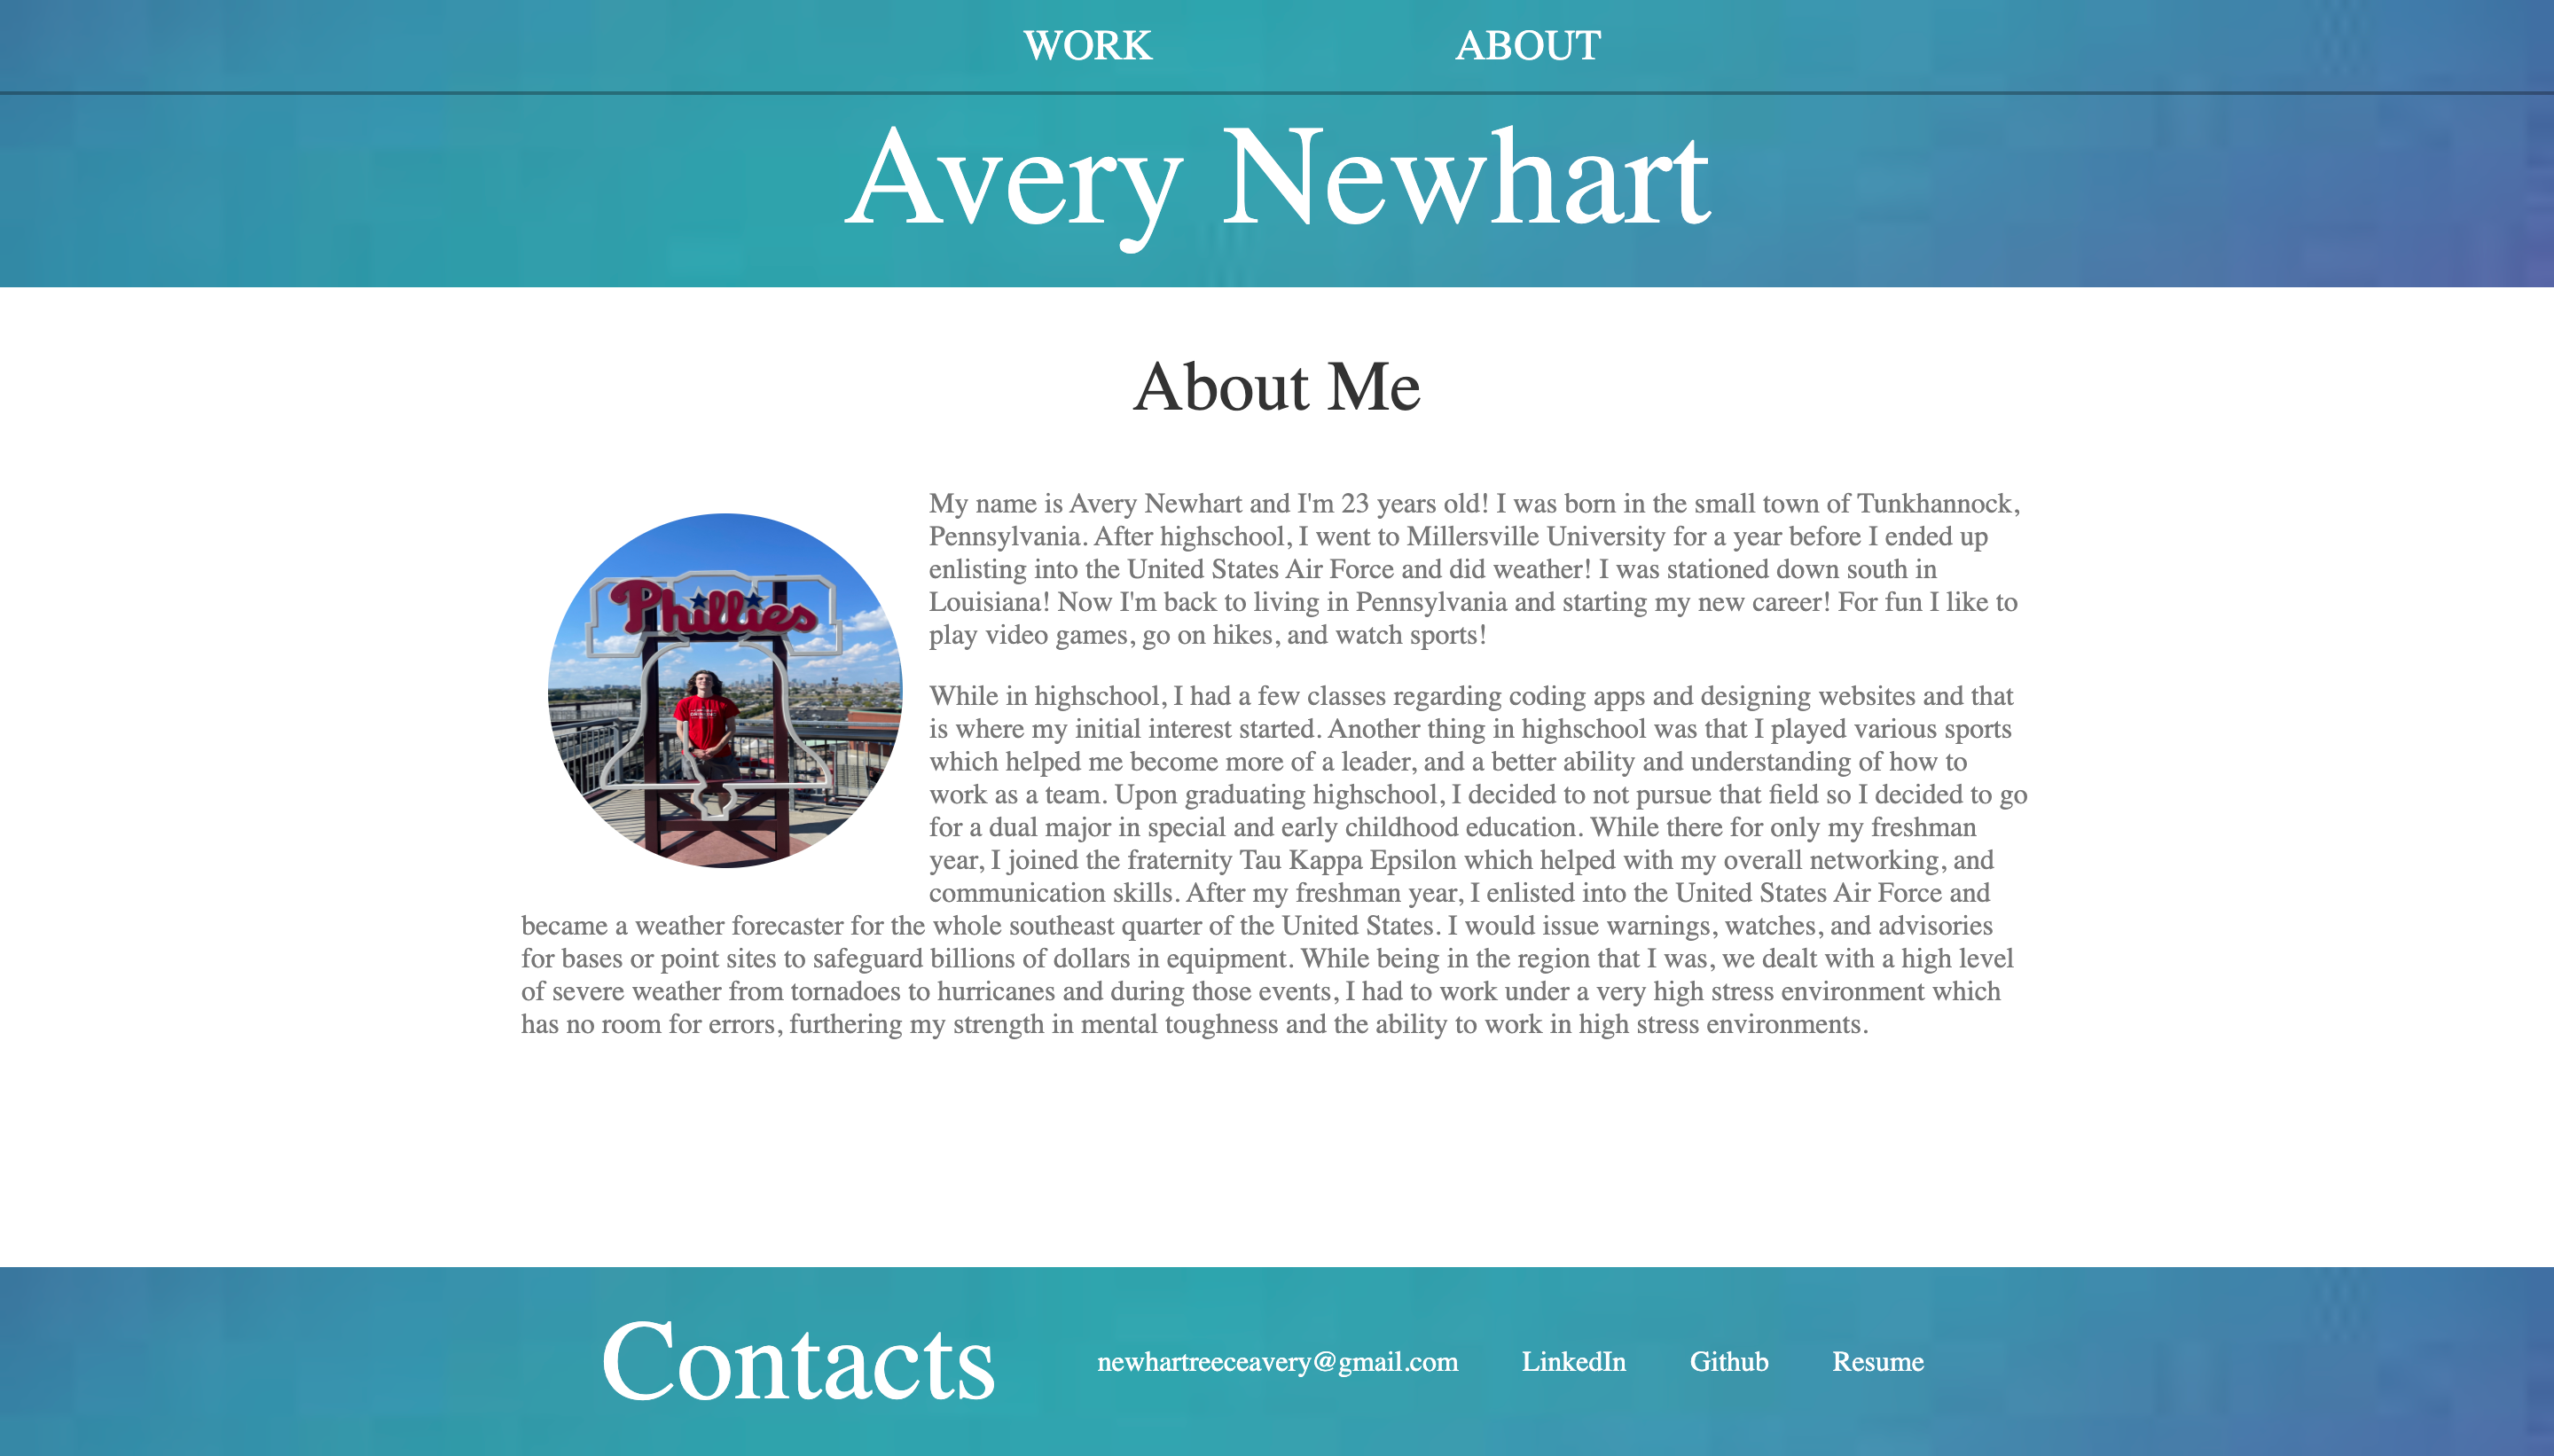 WORK ABOUT
Avery Newhart
About Me
Phillies
My name is Avery Newhart and I'm 23 years old! I was born in the small town of Tunkhannock,
Pennsylvania. After highschool, I went to Millersville University for a year before I ended up
enlisting into the United States Air Force and did weather! I was stationed down south in
Louisiana! Now I'm back to living in Pennsylvania and starting my new career! For fun I like to
play video games, go on hikes, and watch sports!
While in highschool, I had a few classes regarding coding apps and designing websites and that
is where my initial interest started. Another thing in highschool was that I played various sports
which helped me become more of a leader, and a better ability and understanding of how to
work as a team. Upon graduating highschool, I decided to not pursue that field so I decided to go
for a dual major in special and early childhood education. While there for only my freshman
year, I joined the fraternity Tau Kappa Epsilon which helped with my overall networking, and
communication skills. After my freshman year, I enlisted into the United States Air Force and
became a weather forecaster for the whole southeast quarter of the United States. I would issue warnings, watches, and advisories
for bases or point sites to safeguard billions of dollars in equipment. While being in the region that I was, we dealt with a high level
of severe weather from tornadoes to hurricanes and during those events, I had to work under a very high stress environment which
has no room for errors, furthering my strength in mental toughness and the ability to work in high stress environments.
Contacts newhartreeceavery@gmail.com LinkedIn Github Resume